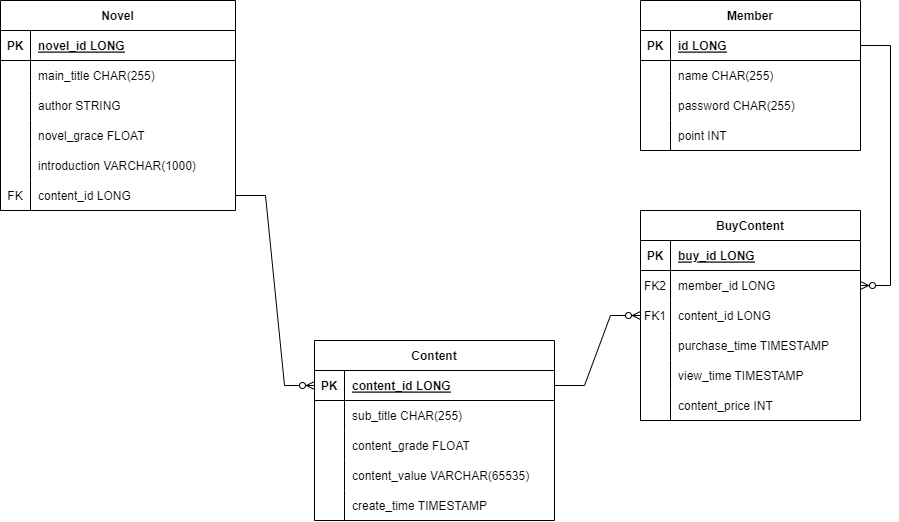 Novel
PK novel_id LONG
main_title CHAR(255)
author STRING
novel_grace FLOAT
introduction VARCHAR(1000)
FK content_id LONG
Member
PK id LONG
name CHAR(255)
password CHAR(255)
point INT
BuyContent
PK buy_id LONG
FK2 member_id LONG
FK1 content_id LONG
purchase_time TIMESTAMP
view_time TIMESTAMP
content_price INT
Content
PK content_id LONG
sub_title CHAR(255)
content_grade FLOAT
content_value VARCHAR(65535)
create_time TIMESTAMP